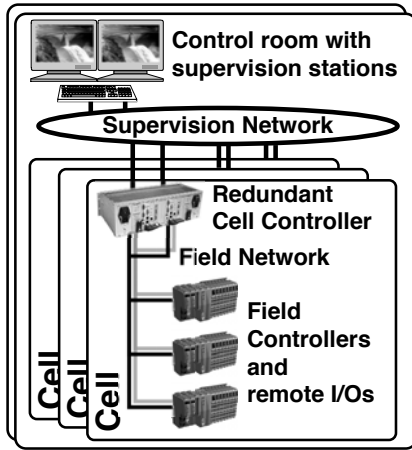 Control room with
supervision stations
Supervision Network
Redundant
Cell Controller
Field Network
Field
Controllers
and
remote I/Os
Cell
Cell
Cell